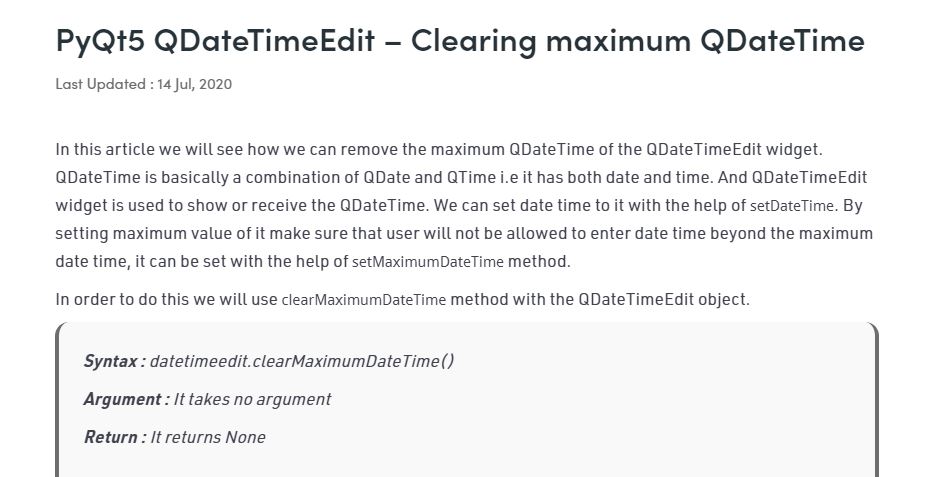 PyQt5 QDateTimeEdit – Clearing maximum QDateTime
Last Updated : 14 Jul, 2020
In this article we will see how we can remove the maximum QDateTime of the QDateTimeEdit widget.
QDateTime is basically a combination of QDate and QTime i.e it has both date and time. And QDateTimeEdit
widget is used to show or receive the QDateTime. We can set date time to it with the help of setDateTime. By
setting maximum value of it make sure that user will not be allowed to enter date time beyond the maximum
date time, it can be set with the help of setMaximumDateTime method.
In order to do this we will use clearMaximumDateTime method with the QDateTimeEdit object.
Syntax : datetimeedit.clearMaximumDateTime()
Argument : It takes no argument
Return : It returns None